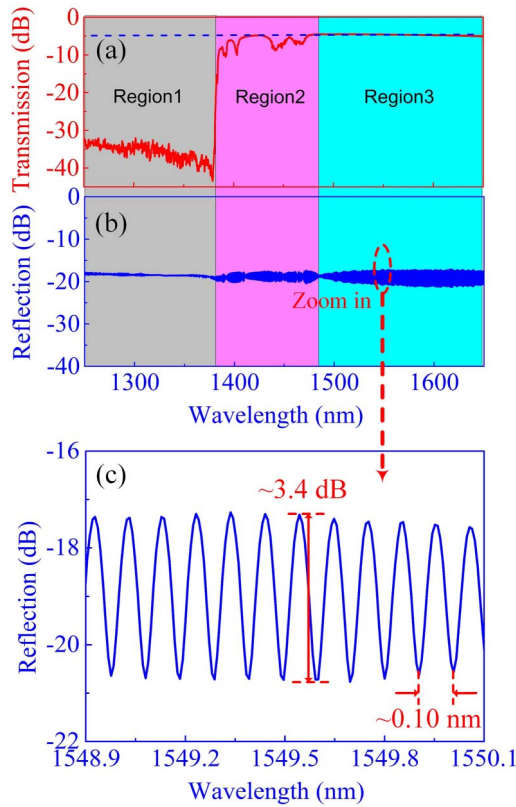 0
(a)
-10
Region1
Region2
Region3
-20
-30
-40
Transmission (dB)
0
(b)
-10
-20
Zoom in
-30
-40
Reflection (dB)
1300
1400
1500
1600
Wavelength (nm)
-16
(c)
~3.4 dB
-18
-20
~0.10 nm
-22
Reflection (dB)
1548.9
1549.2
1549.5
1549.8
1550.1
Wavelength (nm)